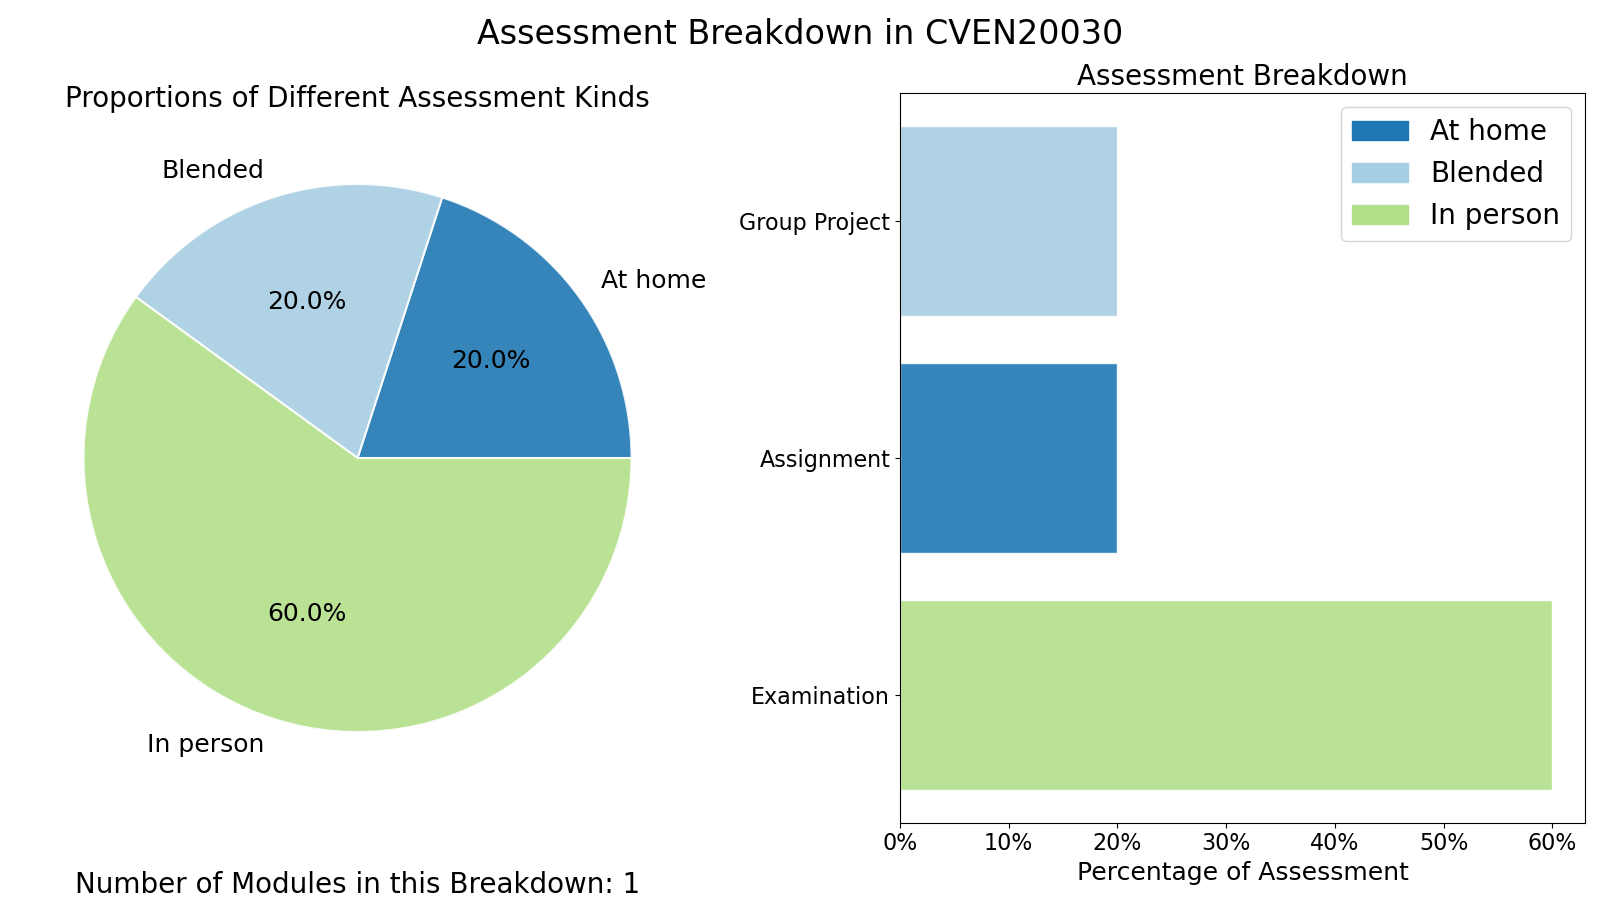 Assessment Breakdown in CVEN20030
Proportions of Different Assessment Kinds
Blended
At home
20.0%
20.0%
60.0%
In person
Number of Modules in this Breakdown: 1
Assessment Breakdown
At home
Blended
In person
Group Project
Assignment
Examination
0% 10% 20% 30% 40% 50% 60%
Percentage of Assessment